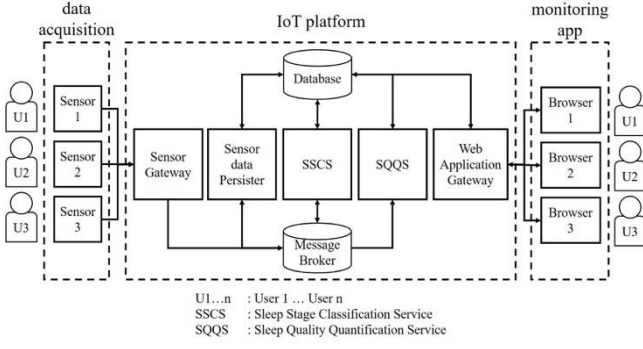 data
acquisition
IoT platform
monitoring
app
U1
U2
U3
Sensor
1
Sensor
2
Sensor
3
Sensor
Gateway
Sensor
data
Persister
Database
SSCS
Message
Broker
SQQS
Web
Application
Gateway
Browser
1
Browser
2
Browser
3
U1
U2
U3
U1…n : User 1 … User n
SSCS : Sleep Stage Classification Service
SQQS : Sleep Quality Quantification Service